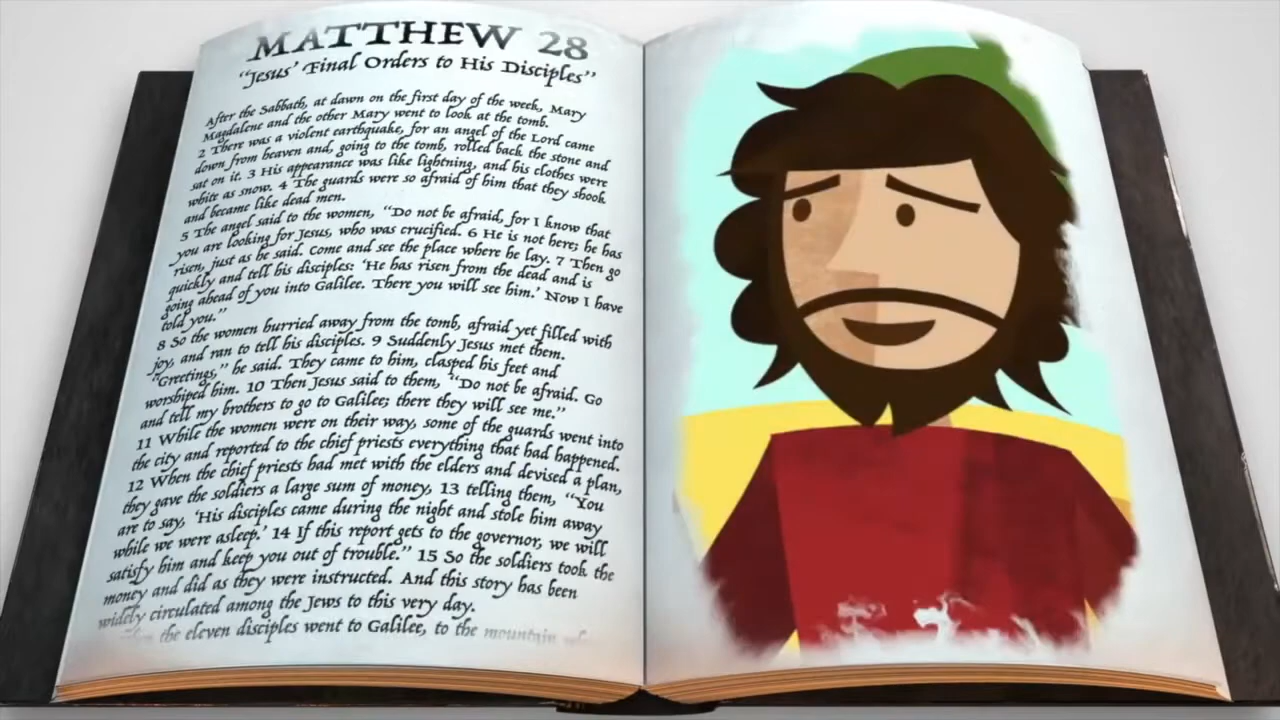 MATTHEW 28
"Jesus' Final Orders to His Disciples"
After the Sabbath, at dawn on the first day of the week, Mary
Magdalene and the other Mary went to look at the tomb.
2 There was a violent earthquake, for an angel of the Lord came
down from heaven and, going to the tomb, rolled back the stone and
sat on it. 3 His appearance was like lightning, and his clothes were
white as snow. 4 The guards were so afraid of him that they shook
and became like dead men.
5 The angel said to the women, "Do not be afraid, for I know that
you are looking for Jesus, who was crucified. 6 He is not here; he has
risen, just as he said. Come and see the place where he lay. 7 Then go
quickly and tell his disciples: 'He has risen from the dead and is
going ahead of you into Galilee. There you will see him.' Now I have
told you."
8 So the women hurried away from the tomb, afraid yet filled with
joy, and ran to tell his disciples. 9 Suddenly Jesus met them.
"Greetings," he said. They came to him, clasped his feet and
worshiped him. 10 Then Jesus said to them, "Do not be afraid. Go
and tell my brothers to go to Galilee; there they will see me."
11 While the women were on their way, some of the guards went into
the city and reported to the chief priests everything that had happened.
12 When the chief priests had met with the elders and devised a plan,
they gave the soldiers a large sum of money, 13 telling them, "You
are to say, 'His disciples came during the night and stole him away
while we were asleep.' 14 If this report gets to the governor, we will
satisfy him and keep you out of trouble." 15 So the soldiers took the
money and did as they were instructed. And this story has been
widely circulated among the Jews to this very day.
the eleven disciples went to Galilee, to the mountain